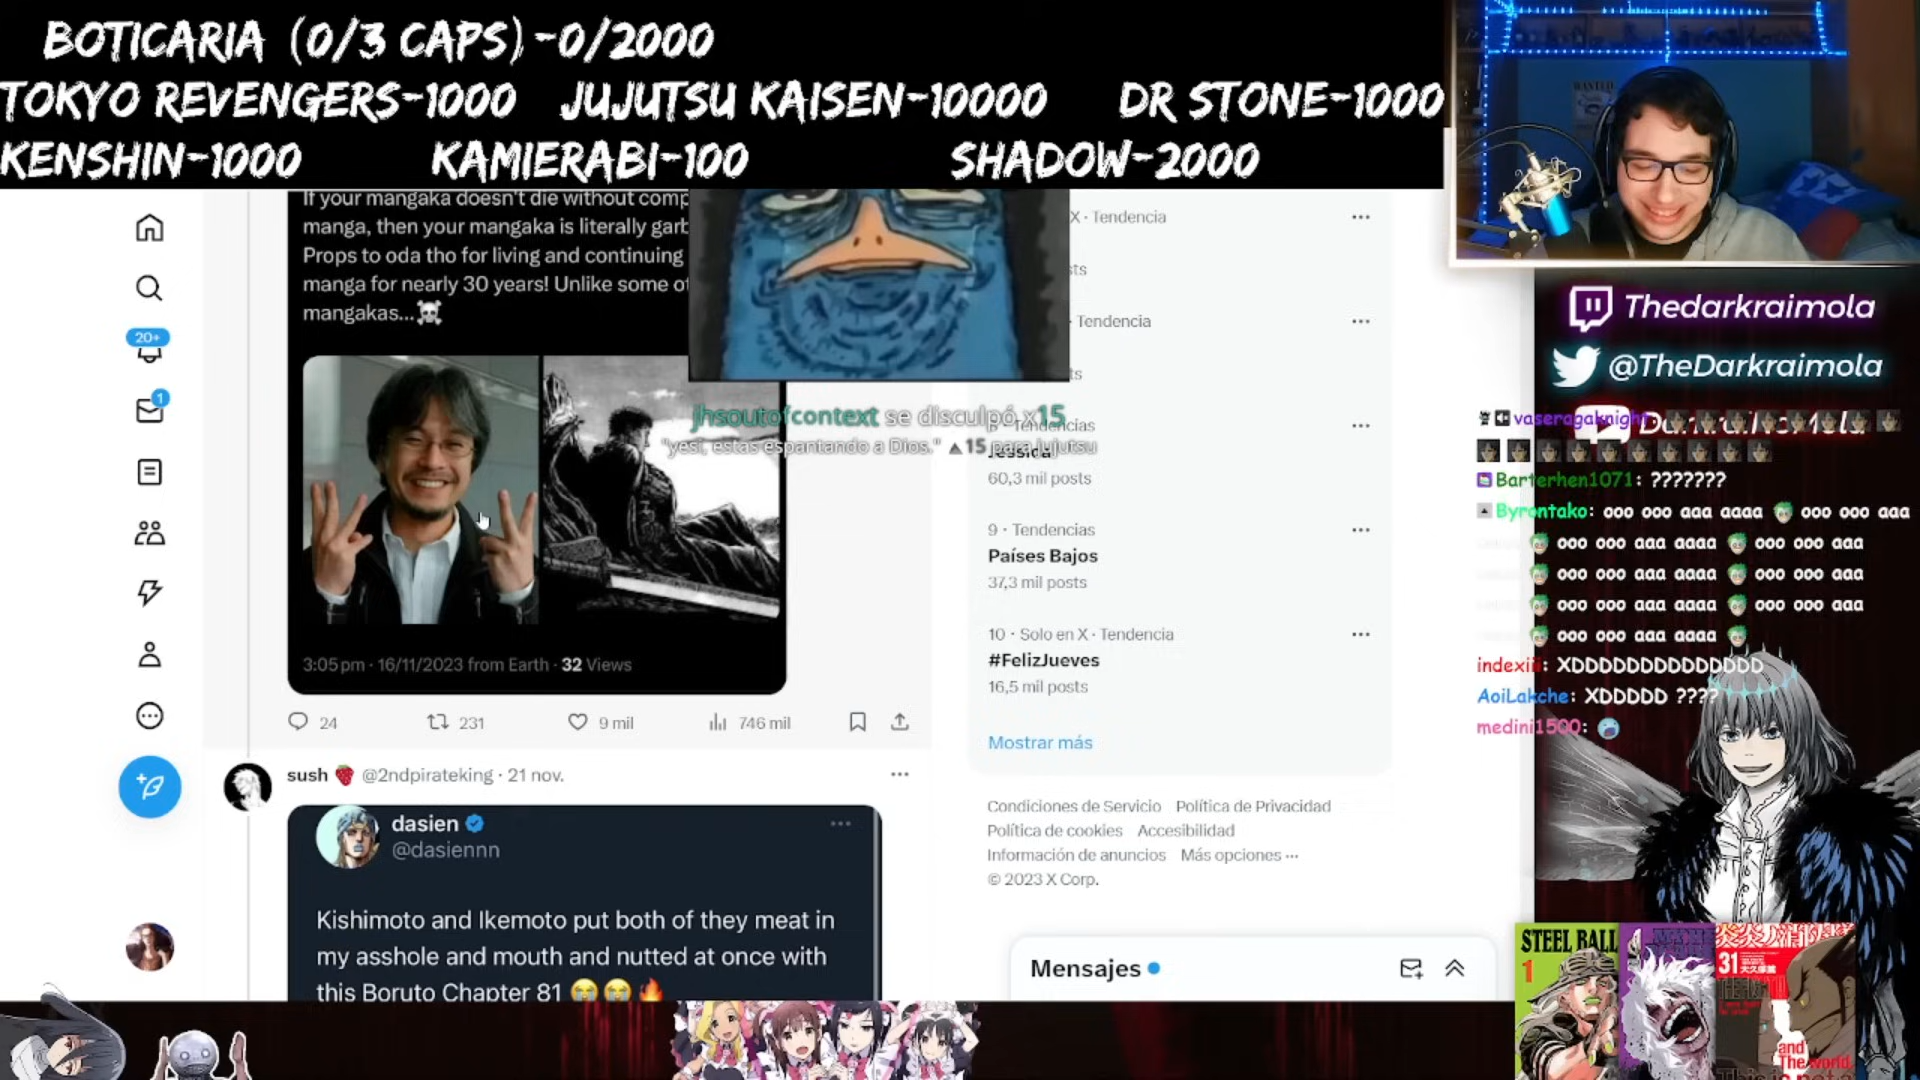 BOTICARIA (0/3 CAPS) -0/2000
TOKYO REVENGERS-1000 JUJUTSU KAISEN-10000 DR STONE-1000
KENSHIN-1000 KAMIERABI-100 SHADOW-2000
WANTED
If your mangaka doesn't die without comp
manga, then your mangaka is literally garb
Props to oda tho for living and continuing
manga for nearly 30 years! Unlike some o
mangakas...☠️
3:05 pm · 16/11/2023 from Earth · 32 Views
24 231 9 mil 746 mil
20+
1
sush 🍓 @2ndpirateking · 21 nov.
dasien
@dasiennn
Kishimoto and Ikemoto put both of they meat in
my asshole and mouth and nutted at once with
this Boruto Chapter 81 😭😭🔥
jhsoutofcontext se disculpó x15
"yesi, estas espantando a Dios." ▲15 para jujutsu
X · Tendencia
sts
· Tendencia
ts
Tendencias
Jessica
60,3 mil posts
9 · Tendencias
Países Bajos
37,3 mil posts
10 · Solo en X · Tendencia
#FelizJueves
16,5 mil posts
Mostrar más
Condiciones de Servicio Política de Privacidad
Política de cookies Accesibilidad
Información de anuncios Más opciones ···
© 2023 X Corp.
Mensajes
Thedarkraimola
@TheDarkraimola
vaseragaknight
Barterhen1071: ???????
Byrontako: ooo ooo aaa aaaa ooo ooo aaa
ooo ooo aaa aaaa ooo ooo aaa
ooo ooo aaa aaaa ooo ooo aaa
ooo ooo aaa aaaa ooo ooo aaa
ooo ooo aaa aaaa
indexiii: XDDDDDDDDDDDDDDD
AoiLakche: XDDDDD ????
medini1500:
STEEL BALL
1
31
and
The world,